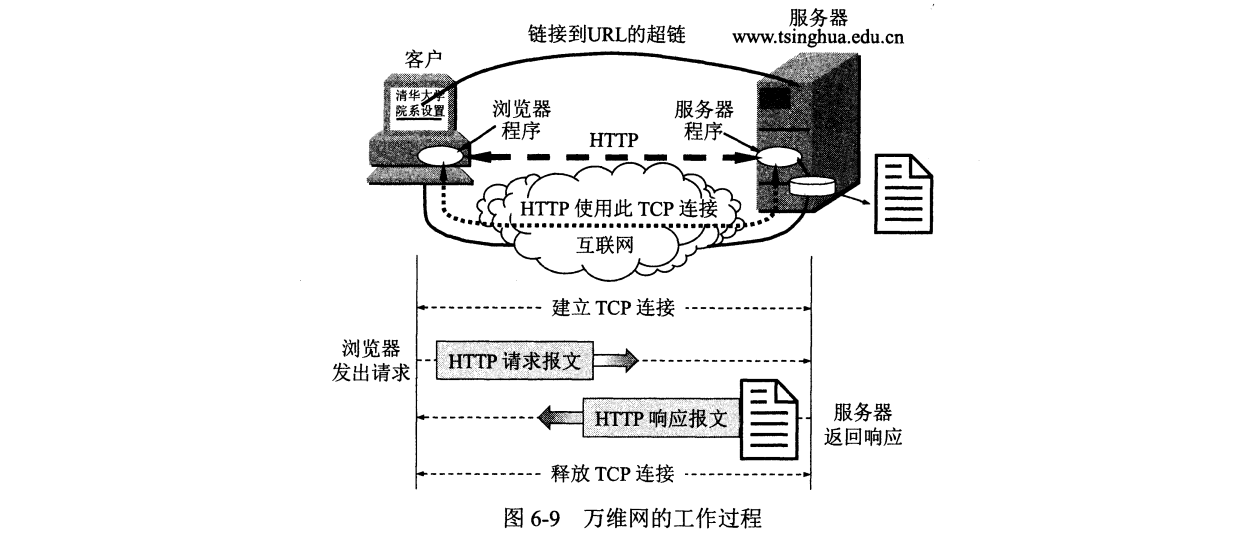 服务器
www.tsinghua.edu.cn
链接到URL的超链
客户
清华大学
院系设置
浏览器
程序
服务器
程序
HTTP
HTTP 使用此 TCP 连接
互联网
建立 TCP 连接
浏览器
发出请求
HTTP 请求报文
HTTP 响应报文
服务器
返回响应
释放 TCP 连接
图 6-9 万维网的工作过程